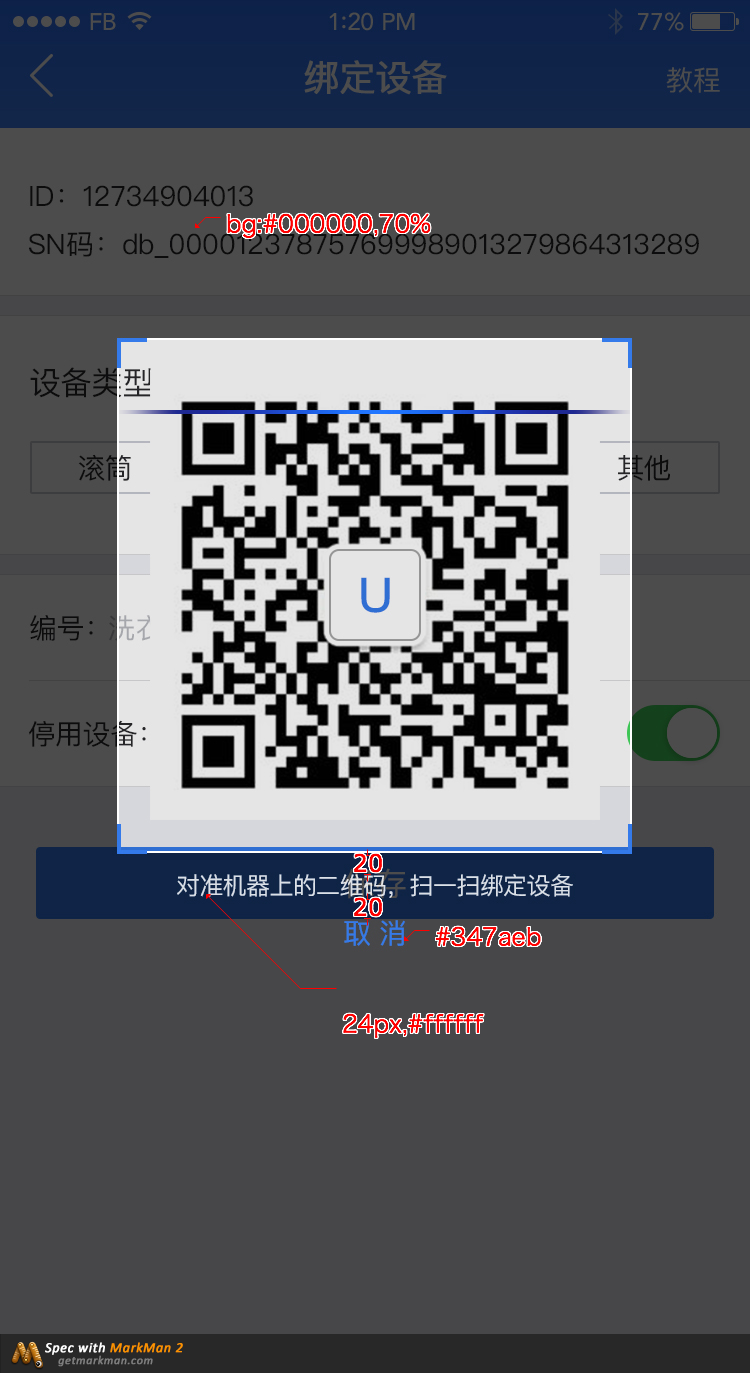 FB 1:20 PM 77%
绑定设备 教程
ID：12734904013
bg:#000000,70%
SN码：db_000012378757699989013279864313289
设备类型
滚筒 其他
U
编号：洗衣
停用设备：
20
对准机器上的二维码，扫一扫绑定设备
20
取 消 #347aeb
24px,#ffffff
Spec with MarkMan 2
getmarkman.com